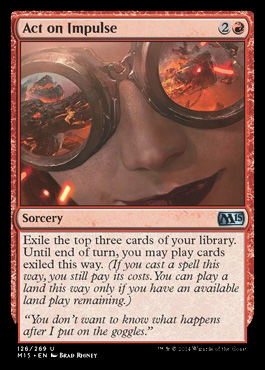 Act on Impulse 2
Sorcery M15
Exile the top three cards of your library.
Until end of turn, you may play cards
exiled this way. (If you cast a spell this
way, you still pay its costs. You can play a
land this way only if you have an available
land play remaining.)
"You don't want to know what happens
after I put on the goggles."
126/269 U
M15 • EN BRAD RIGNEY
™ & © 2014 Wizards of the Coast